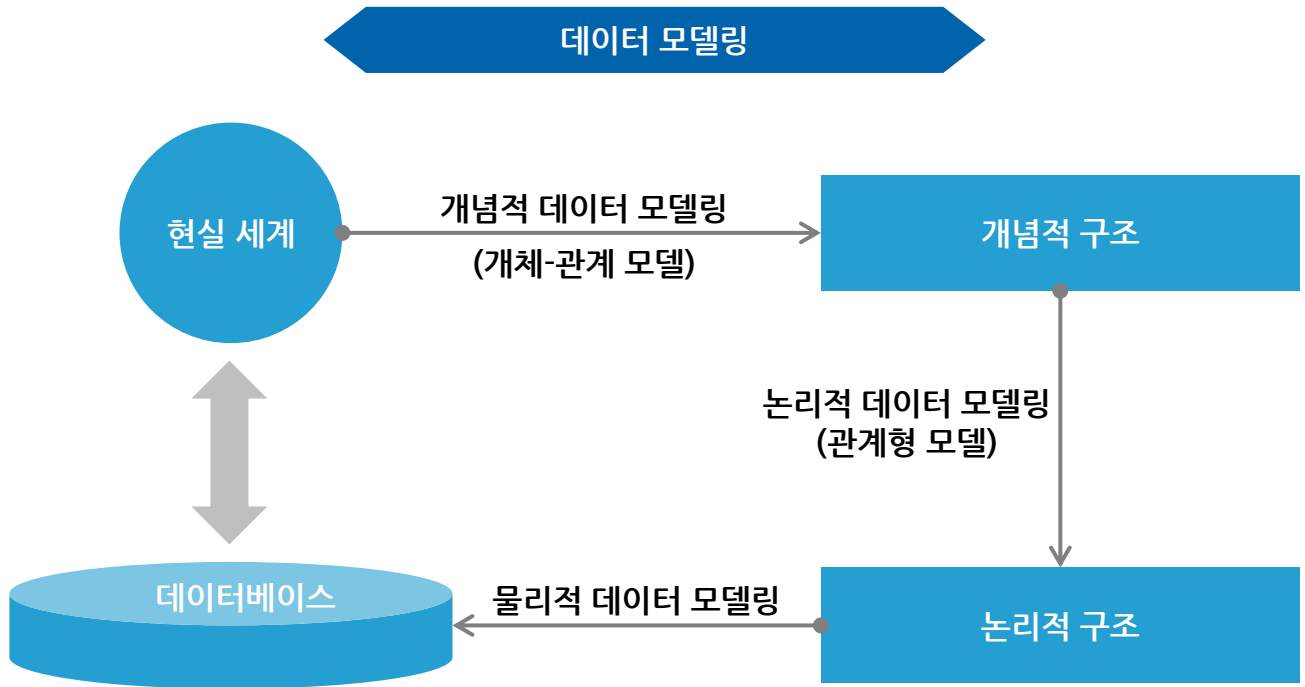 데이터 모델링
현실 세계
개념적 데이터 모델링
(개체-관계 모델)
개념적 구조
논리적 데이터 모델링
(관계형 모델)
데이터베이스
물리적 데이터 모델링
논리적 구조